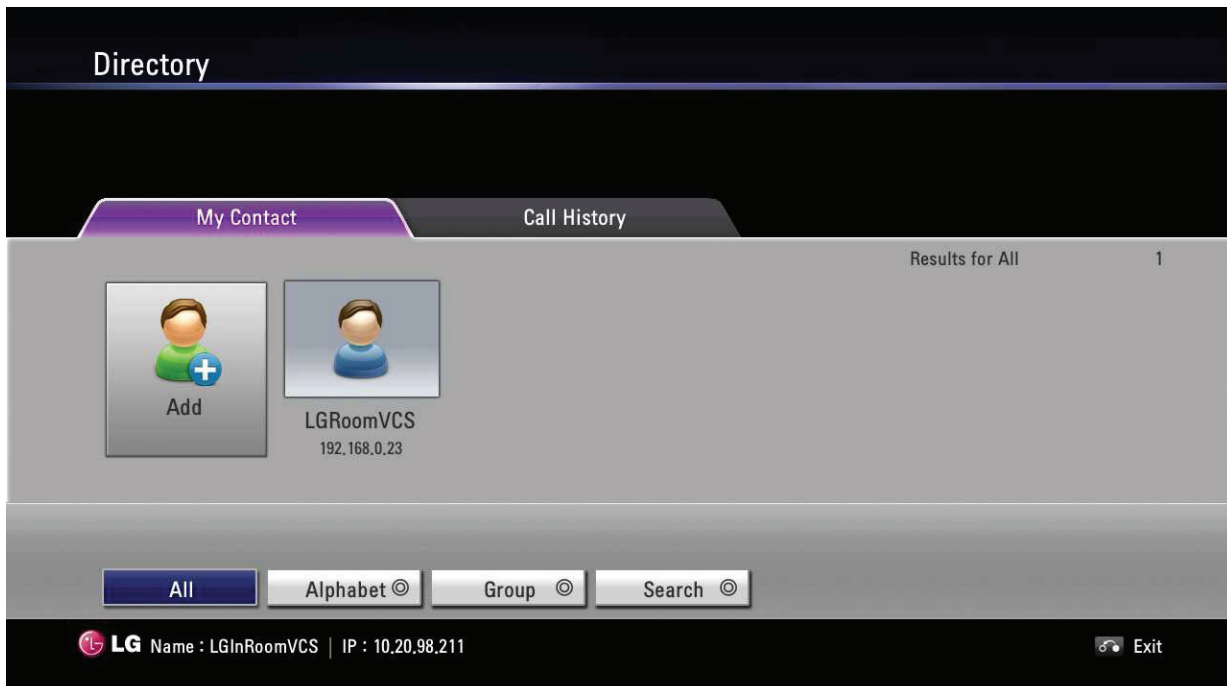 Directory
My Contact
Call History
Results for All 1
Add
LGRoomVCS
192.168.0.23
All
Alphabet
Group
Search
LG Name : LGInRoomVCS | IP : 10.20.98.211
Exit